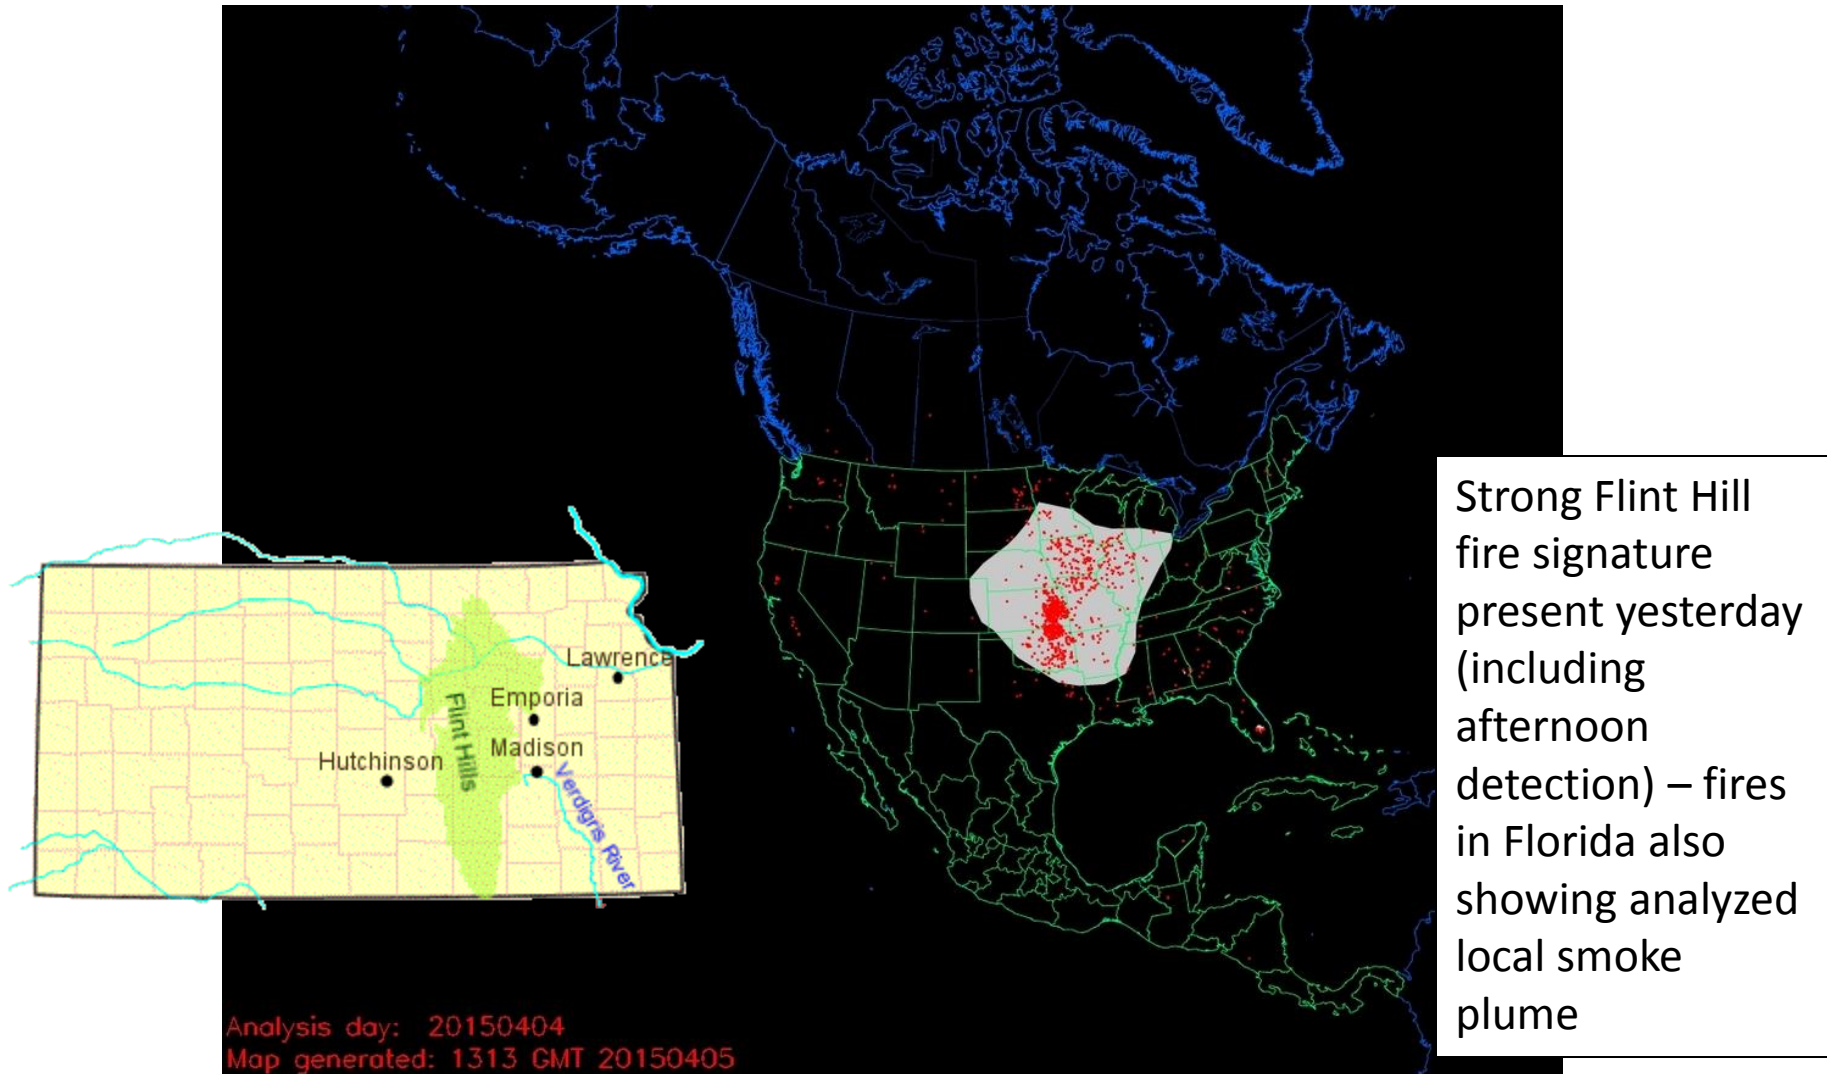 Strong Flint Hill
fire signature
present yesterday
(including
afternoon
detection) – fires
in Florida also
showing analyzed
local smoke
plume
Lawrence
Emporia
Flint Hills
Madison
Hutchinson
Verdigris River
Analysis day: 20150404
Map generated: 1313 GMT 20150405